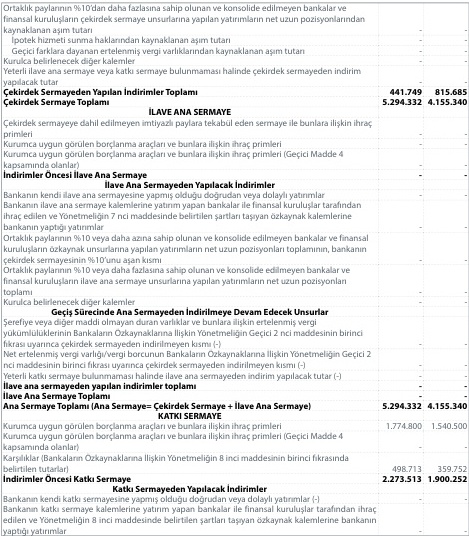 Ortaklık paylarının %10'dan daha fazlasına sahip olunan ve konsolide edilmeyen bankalar ve
finansal kuruluşların çekirdek sermaye unsurlarına yapılan yatırımların net uzun pozisyonlarından
kaynaklanan aşım tutarı - -
İpotek hizmeti sunma haklarından kaynaklanan aşım tutarı - -
Geçici farklara dayanan ertelenmiş vergi varlıklarından kaynaklanan aşım tutarı - -
Kurulca belirlenecek diğer kalemler - -
Yeterli ilave ana sermaye veya katkı sermaye bulunmaması halinde çekirdek sermayeden indirim
yapılacak tutar - -
Çekirdek Sermayeden Yapılan İndirimler Toplamı 441.749 815.685
Çekirdek Sermaye Toplamı 5.294.332 4.155.340
İLAVE ANA SERMAYE
Çekirdek sermayeye dahil edilmeyen imtiyazlı paylara tekabül eden sermaye ile bunlara ilişkin ihraç
primleri - -
Kurumca uygun görülen borçlanma araçları ve bunlara ilişkin ihraç primleri - -
Kurumca uygun görülen borçlanma araçları ve bunlara ilişkin ihraç primleri (Geçici Madde 4
kapsamında olanlar) - -
İndirimler Öncesi İlave Ana Sermaye - -
İlave Ana Sermayeden Yapılacak İndirimler
Bankanın kendi ilave ana sermayesine yapmış olduğu doğrudan veya dolaylı yatırımlar - -
Bankanın ilave ana sermaye kalemlerine yatırım yapan bankalar ile finansal kuruluşlar tarafından
ihraç edilen ve Yönetmeliğin 7 nci maddesinde belirtilen şartları taşıyan özkaynak kalemlerine
bankanın yaptığı yatırımlar - -
Ortaklık paylarının %10 veya daha azına sahip olunan ve konsolide edilmeyen bankalar ve finansal
kuruluşların özkaynak unsurlarına yapılan yatırımların net uzun pozisyonları toplamının, bankanın
çekirdek sermayesinin %10'unu aşan kısmı - -
Ortaklık paylarının %10 veya daha fazlasına sahip olunan ve konsolide edilmeyen bankalar ve
finansal kuruluşların ilave ana sermaye unsurlarına yapılan yatırımların net uzun pozisyonları
toplamı - -
Kurulca belirlenecek diğer kalemler - -
Geçiş Sürecinde Ana Sermayeden İndirilmeye Devam Edecek Unsurlar
Şerefiye veya diğer maddi olmayan duran varlıklar ve bunlara ilişkin ertelenmiş vergi
yükümlülüklerinin Bankaların Özkaynaklarına İlişkin Yönetmeliğin Geçici 2 nci maddesinin birinci
fıkrası uyarınca çekirdek sermayeden indirilmeyen kısmı (-) - -
Net ertelenmiş vergi varlığı/vergi borcunun Bankaların Özkaynaklarına İlişkin Yönetmeliğin Geçici 2
nci maddesinin birinci fıkrası uyarınca çekirdek sermayeden indirilmeyen kısmı (-) - -
Yeterli katkı sermaye bulunmaması halinde ilave ana sermayeden indirim yapılacak tutar (-) - -
İlave ana sermayeden yapılan indirimler toplamı - -
İlave Ana Sermaye Toplamı - -
Ana Sermaye Toplamı (Ana Sermaye= Çekirdek Sermaye + İlave Ana Sermaye) 5.294.332 4.155.340
KATKI SERMAYE
Kurumca uygun görülen borçlanma araçları ve bunlara ilişkin ihraç primleri 1.774.800 1.540.500
Kurumca uygun görülen borçlanma araçları ve bunlara ilişkin ihraç primleri (Geçici Madde 4
kapsamında olanlar) - -
Karşılıklar (Bankaların Özkaynaklarına İlişkin Yönetmeliğin 8 inci maddesinin birinci fıkrasında
belirtilen tutarlar) 498.713 359.752
İndirimler Öncesi Katkı Sermaye 2.273.513 1.900.252
Katkı Sermayeden Yapılacak İndirimler
Bankanın kendi katkı sermayesine yapmış olduğu doğrudan veya dolaylı yatırımlar (-) - -
Bankanın katkı sermaye kalemlerine yatırım yapan bankalar ile finansal kuruluşlar tarafından ihraç
edilen ve Yönetmeliğin 8 inci maddesinde belirtilen şartları taşıyan özkaynak kalemlerine bankanın
yaptığı yatırımlar - -